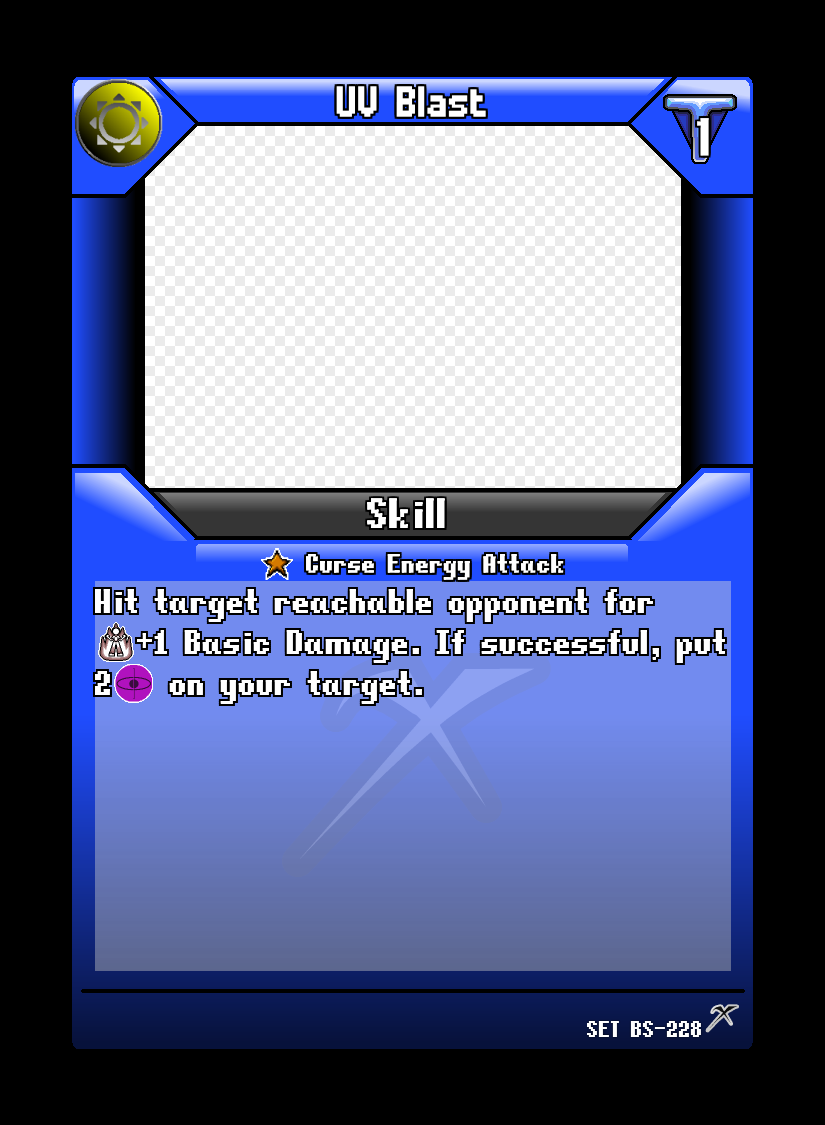 UV Blast
1
Skill
Curse Energy Attack
Hit target reachable opponent for
+1 Basic Damage. If successful, put
2 on your target.
SET BS-228